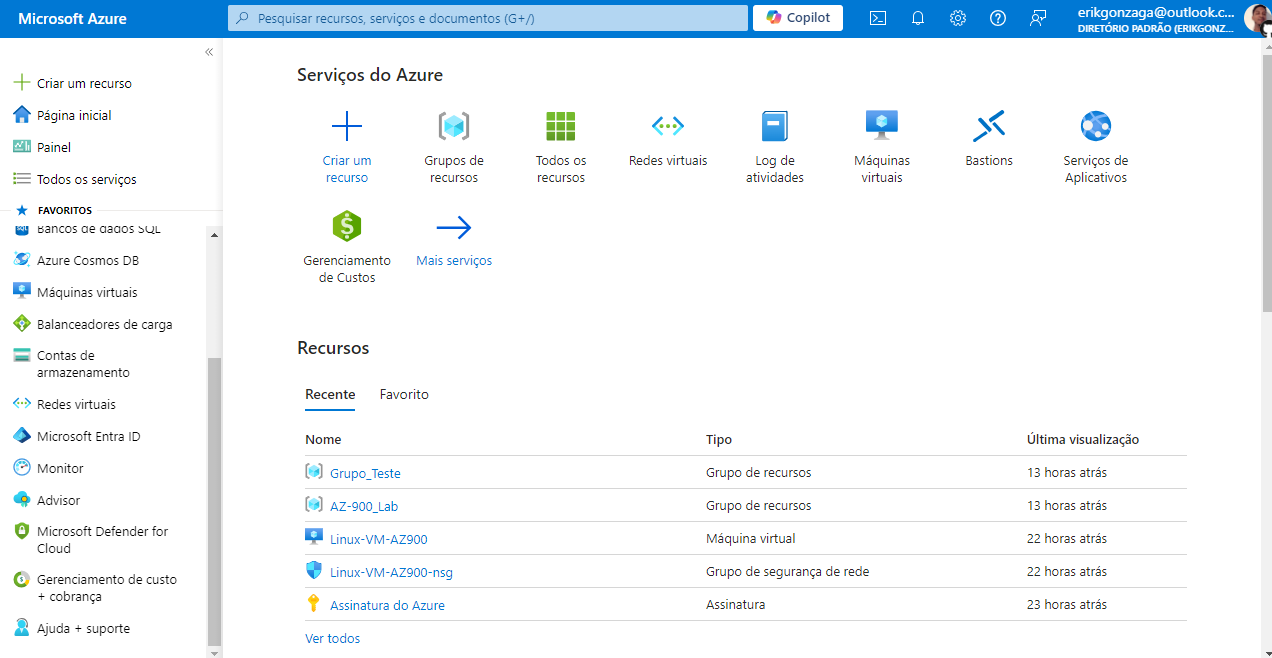 Microsoft Azure
Pesquisar recursos, serviços e documentos (G+/)
Copilot
erikgonzaga@outlook.c...
DIRETÓRIO PADRÃO (ERIKGONZ...
«
Criar um recurso
Página inicial
Painel
Todos os serviços
FAVORITOS
Bancos de dados SQL
Azure Cosmos DB
Máquinas virtuais
Balanceadores de carga
Contas de
armazenamento
Redes virtuais
Microsoft Entra ID
Monitor
Advisor
Microsoft Defender for
Cloud
Gerenciamento de custo
+ cobrança
Ajuda + suporte
Serviços do Azure
Criar um
recurso
Grupos de
recursos
Todos os
recursos
Redes virtuais
Log de
atividades
Máquinas
virtuais
Bastions
Serviços de
Aplicativos
Gerenciamento
de Custos
Mais serviços
Recursos
Recente Favorito
Nome Tipo Última visualização
Grupo_Teste Grupo de recursos 13 horas atrás
AZ-900_Lab Grupo de recursos 13 horas atrás
Linux-VM-AZ900 Máquina virtual 22 horas atrás
Linux-VM-AZ900-nsg Grupo de segurança de rede 22 horas atrás
Assinatura do Azure Assinatura 23 horas atrás
Ver todos